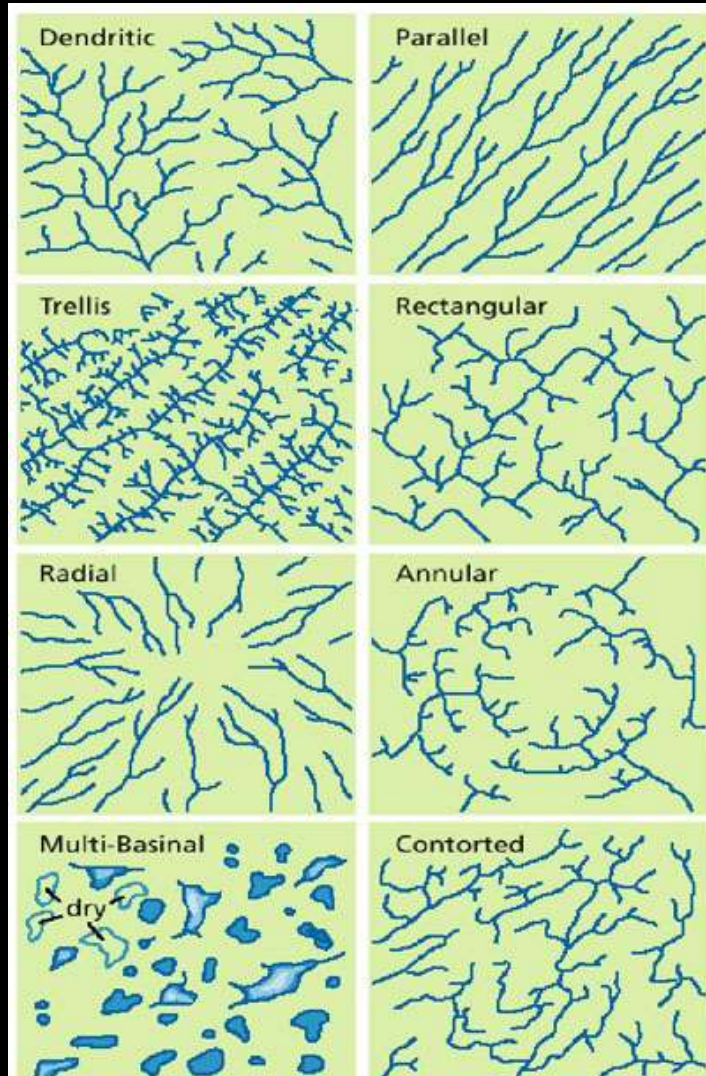 Dendritic
Parallel
Trellis
Rectangular
Radial
Annular
Multi-Basinal
dry
Contorted